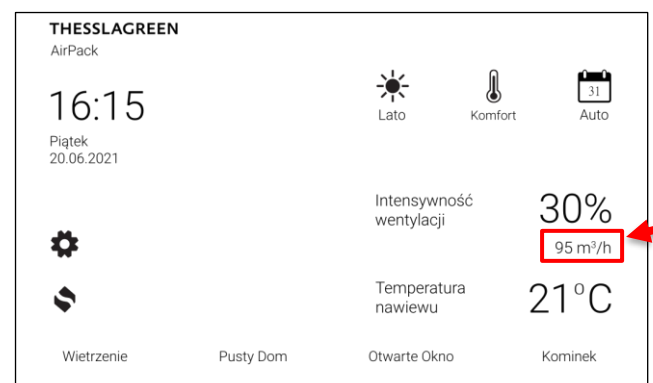 THESSLAGREEN
AirPack
16:15
Piątek
20.06.2021
Lato
Komfort
31
Auto
Intensywność
wentylacji
30%
95 m³/h
Temperatura
nawiewu
21°C
Wietrzenie
Pusty Dom
Otwarte Okno
Kominek